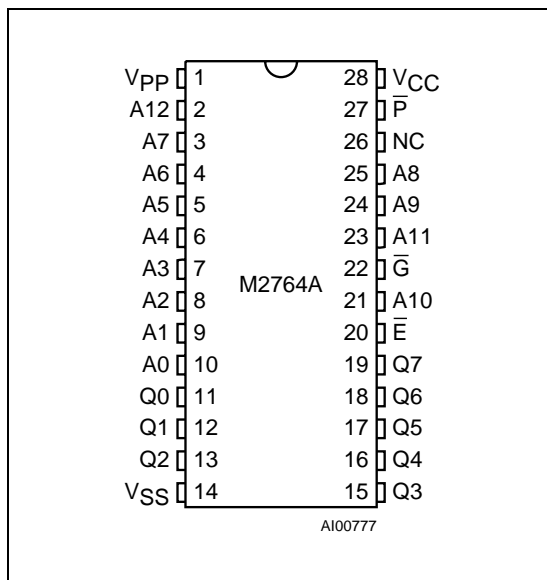 VPP 1 28 VCC
A12 2 27 P̅
A7 3 26 NC
A6 4 25 A8
A5 5 24 A9
A4 6 23 A11
A3 7 22 G̅
M2764A
A2 8 21 A10
A1 9 20 E̅
A0 10 19 Q7
Q0 11 18 Q6
Q1 12 17 Q5
Q2 13 16 Q4
VSS 14 15 Q3
AI00777